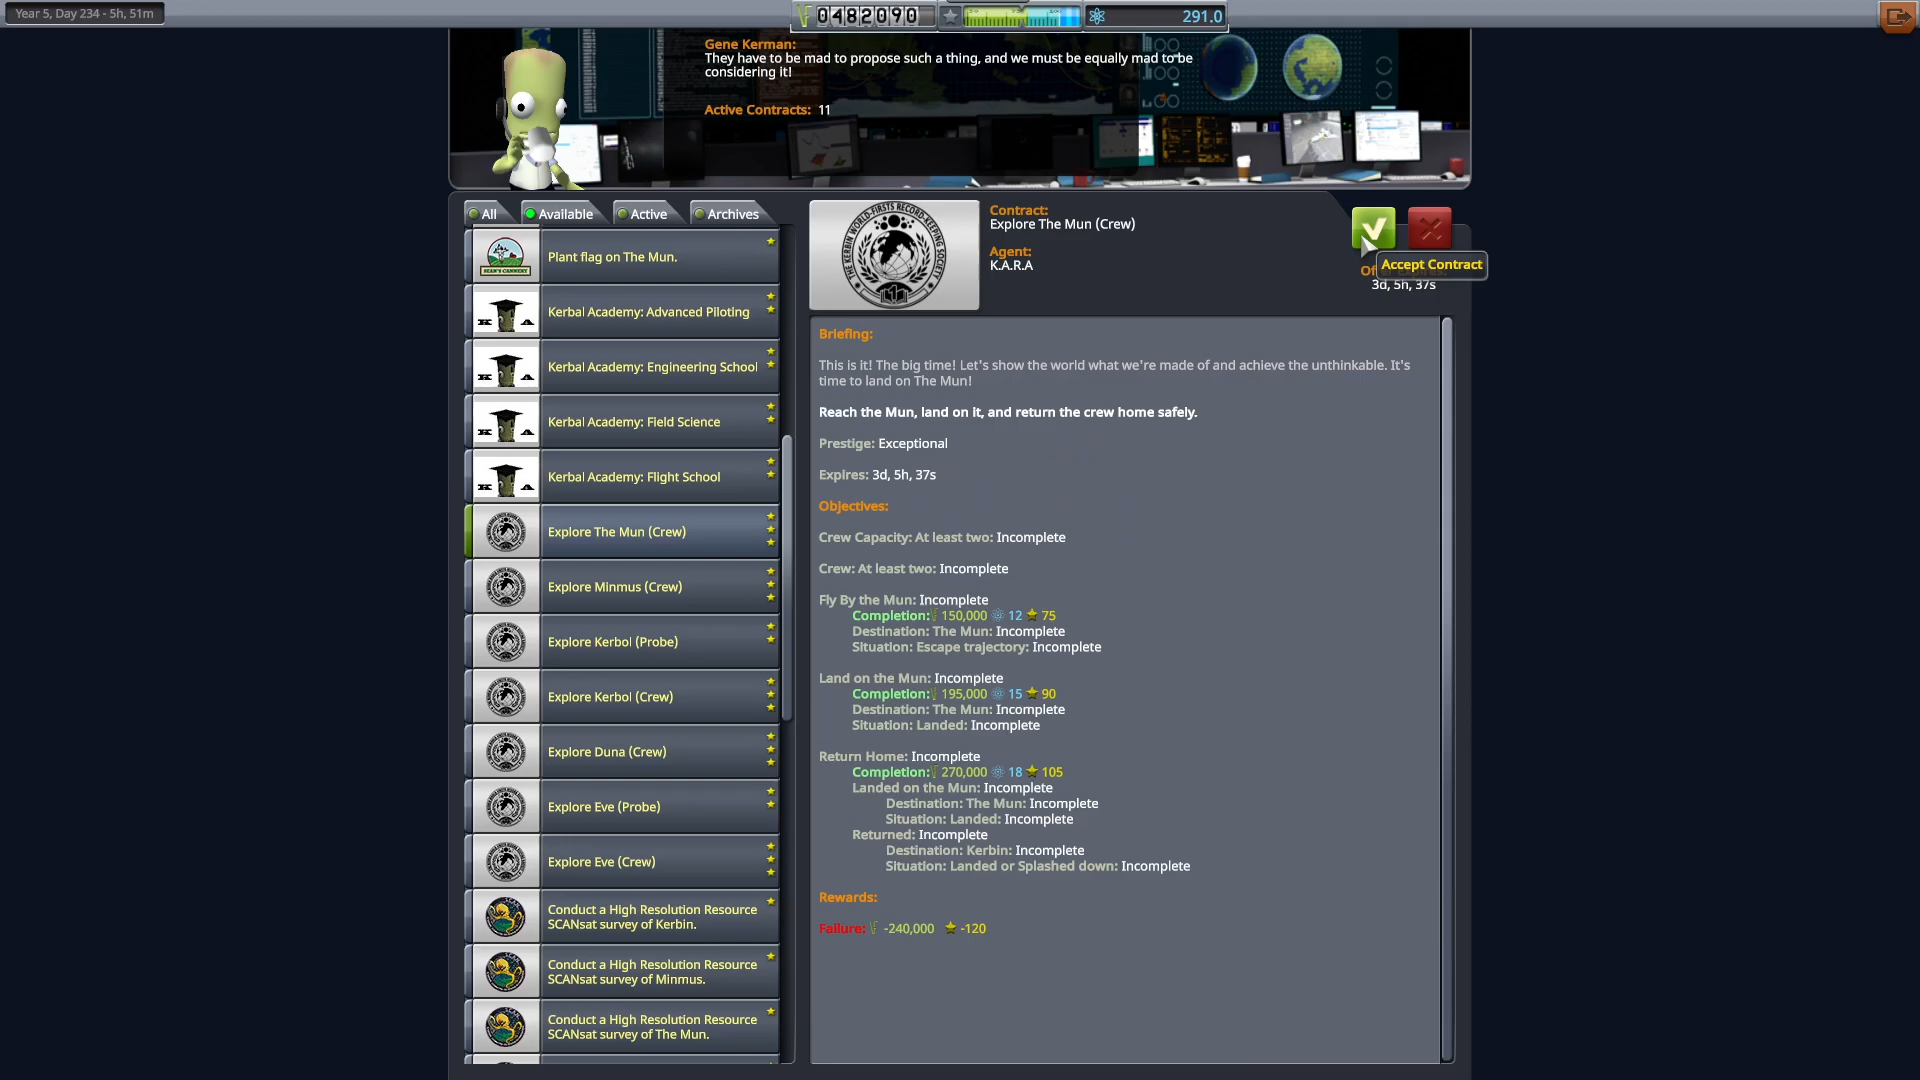 Year 5, Day 234 - 5h, 51m
0482090
291.0
Gene Kerman:
They have to be mad to propose such a thing, and we must be equally mad to be
considering it!
Active Contracts: 11
All
Available
Active
Archives
Plant flag on The Mun.
Kerbal Academy: Advanced Piloting
Kerbal Academy: Engineering School
Kerbal Academy: Field Science
Kerbal Academy: Flight School
Explore The Mun (Crew)
Explore Minmus (Crew)
Explore Kerbol (Probe)
Explore Kerbol (Crew)
Explore Duna (Crew)
Explore Eve (Probe)
Explore Eve (Crew)
Conduct a High Resolution Resource
SCANsat survey of Kerbin.
Conduct a High Resolution Resource
SCANsat survey of Minmus.
Conduct a High Resolution Resource
SCANsat survey of The Mun.
THE KERBIN WORLD-FIRSTS RECORD-KEEPING SOCIETY
Contract:
Explore The Mun (Crew)
Agent:
K.A.R.A
Accept Contract
3d, 5h, 37s
Briefing:
This is it! The big time! Let's show the world what we're made of and achieve the unthinkable. It's
time to land on The Mun!
Reach the Mun, land on it, and return the crew home safely.
Prestige: Exceptional
Expires: 3d, 5h, 37s
Objectives:
Crew Capacity: At least two: Incomplete
Crew: At least two: Incomplete
Fly By the Mun: Incomplete
Completion: 150,000 12 75
Destination: The Mun: Incomplete
Situation: Escape trajectory: Incomplete
Land on the Mun: Incomplete
Completion: 195,000 15 90
Destination: The Mun: Incomplete
Situation: Landed: Incomplete
Return Home: Incomplete
Completion: 270,000 18 105
Landed on the Mun: Incomplete
Destination: The Mun: Incomplete
Situation: Landed: Incomplete
Returned: Incomplete
Destination: Kerbin: Incomplete
Situation: Landed or Splashed down: Incomplete
Rewards:
Failure: -240,000 -120